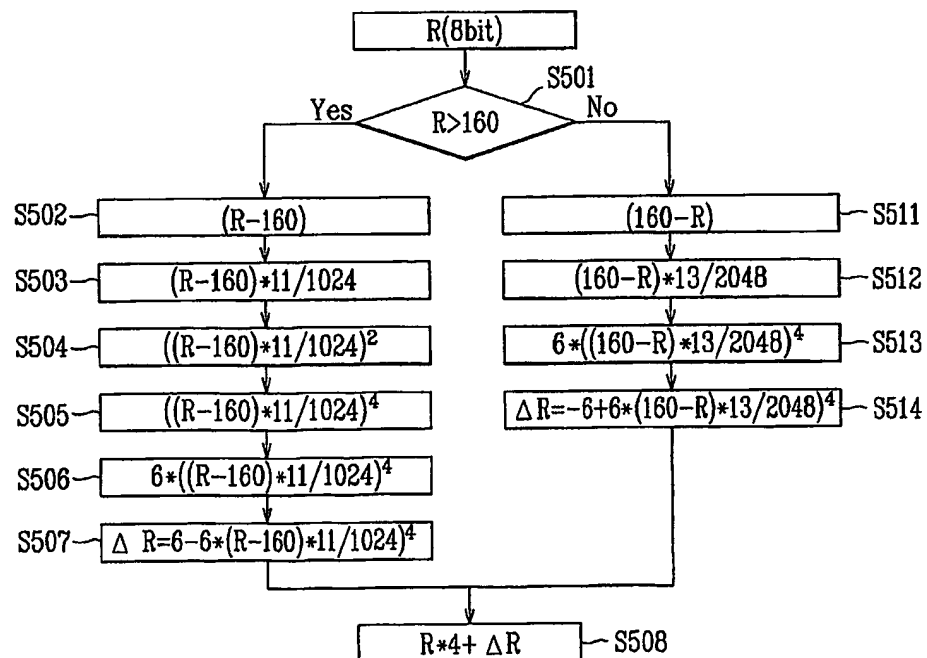 R(8bit)
S501
Yes
R>160
No
S502
(R-160)
(160-R)
S511
S503
(R-160)*11/1024
(160-R)*13/2048
S512
S504
((R-160)*11/1024)²
6*((160-R)*13/2048)⁴
S513
S505
((R-160)*11/1024)⁴
ΔR=-6+6*(160-R)*13/2048)⁴
S514
S506
6*((R-160)*11/1024)⁴
S507
Δ R=6-6*(R-160)*11/1024)⁴
R*4+ ΔR
S508